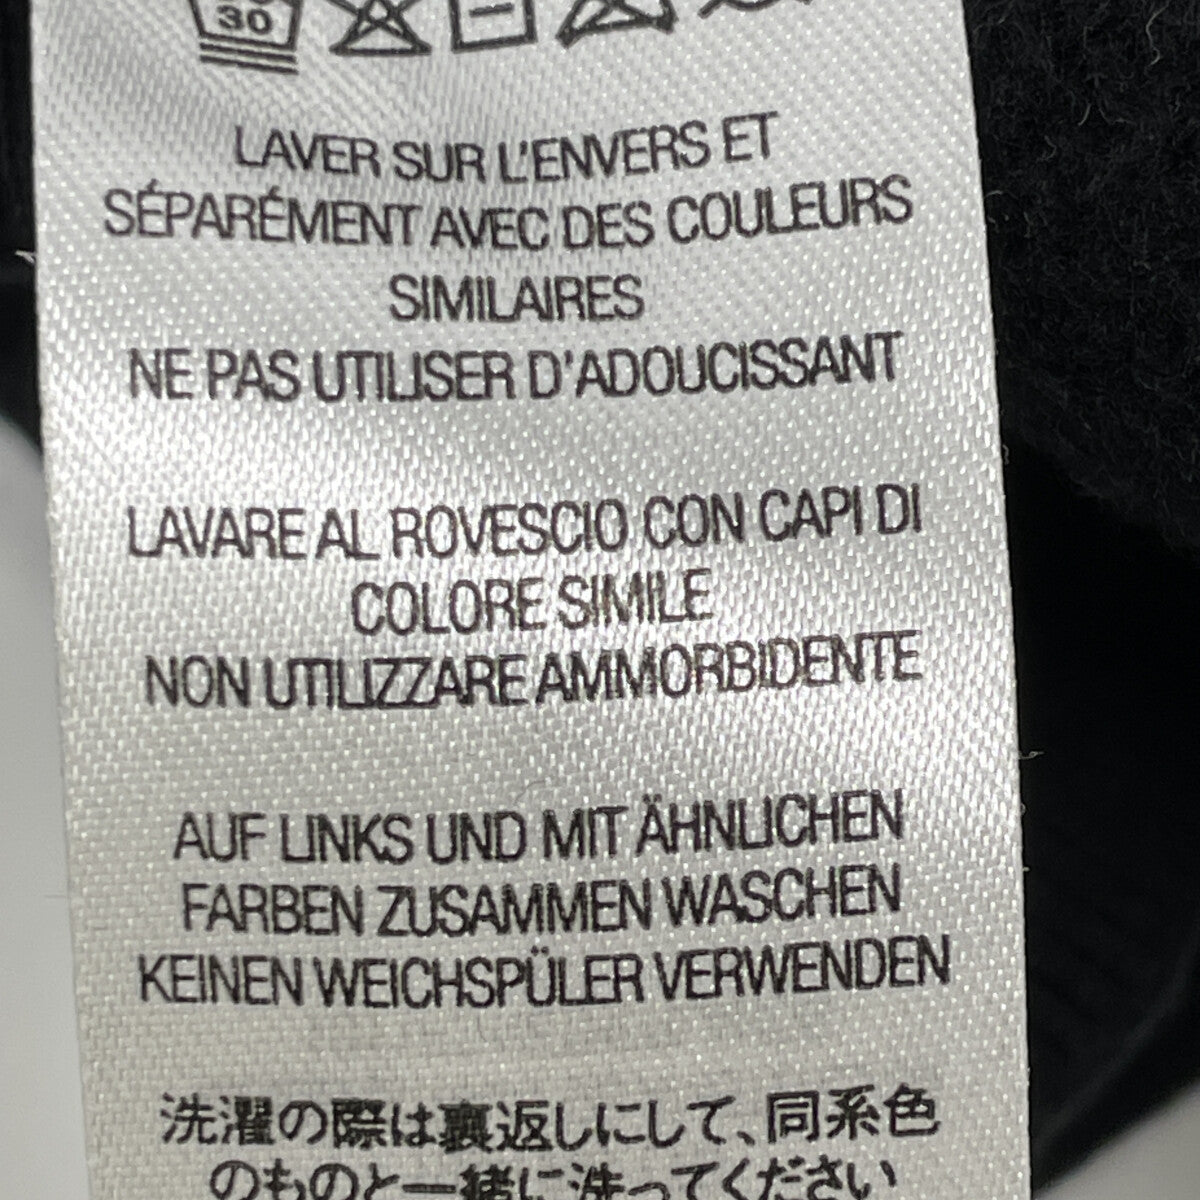 30
LAVER SUR L'ENVERS ET
SÉPARÉMENT AVEC DES COULEURS
SIMILAIRES
NE PAS UTILISER D'ADOUCISSANT
LAVARE AL ROVESCIO CON CAPI DI
COLORE SIMILE
NON UTILIZZARE AMMORBIDENTE
AUF LINKS UND MIT ÄHNLICHEN
FARBEN ZUSAMMEN WASCHEN
KEINEN WEICHSPÜLER VERWENDEN
洗濯の際は裏返しにして、同系色
のものと一緒に洗ってください